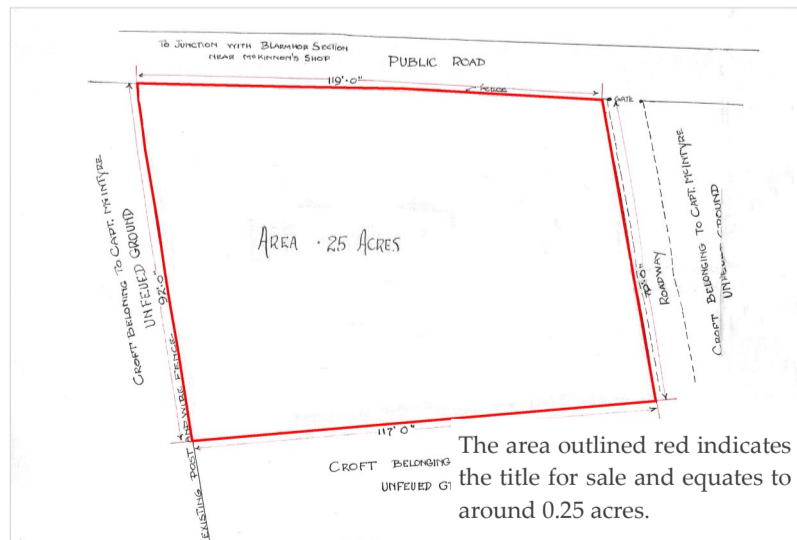 TO JUNCTION WITH BLARMHOR SECTION
NEAR MCKINNON'S SHOP
PUBLIC ROAD
119'·0"
FENCE
GATE
CROFT BELONING TO CAPT. MCINTYRE
UNFEUED GROUND
92'·0"
AREA ·25 ACRES
ROADWAY
CROFT BELONGING TO CAPT. MCINTYRE
UNFEUED GROUND
EXISTING POST AND WIRE FENCE
117' 0"
CROFT BELONGING
UNFEUED
The area outlined red indicates
the title for sale and equates to
around 0.25 acres.